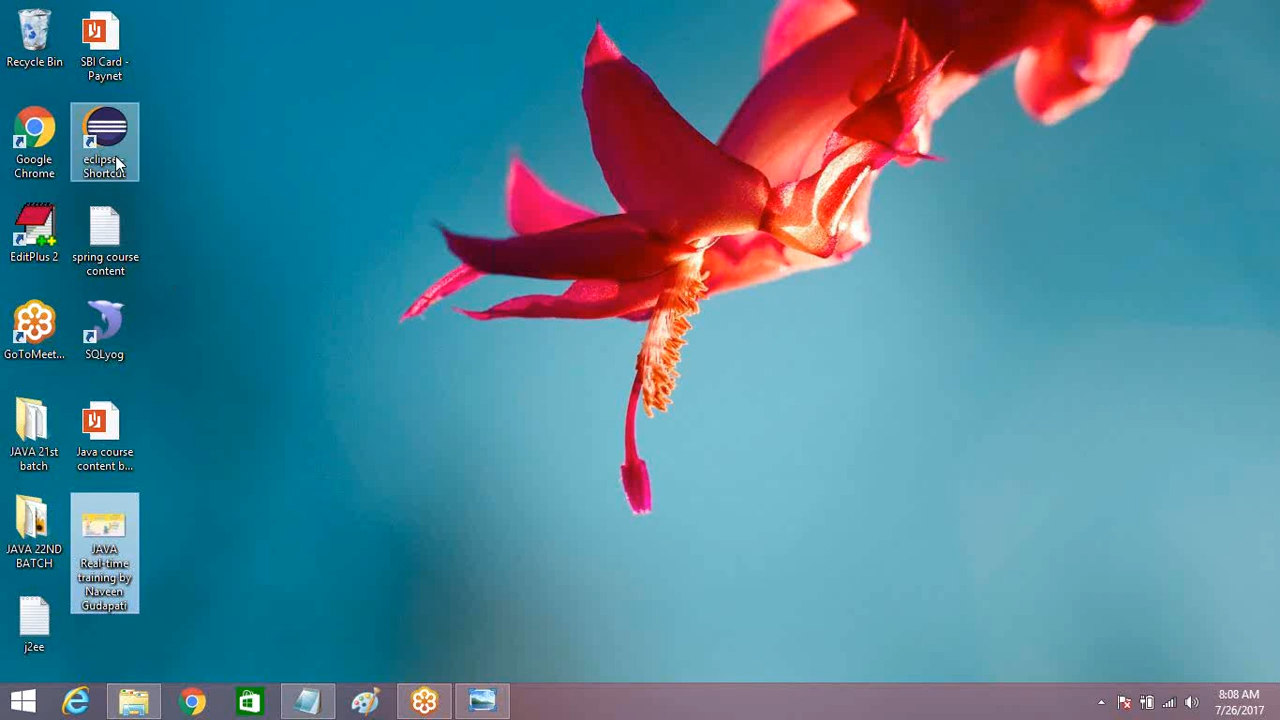 Recycle Bin
SBI Card -
Paynet
Google
Chrome
eclipse -
Shortcut
EditPlus 2
spring course
content
GoToMeet...
SQLyog
JAVA 21st
batch
Java course
content b...
JAVA 22ND
BATCH
JAVA
Real-time
training by
Naveen
Gudapati
j2ee
8:08 AM
7/26/2017